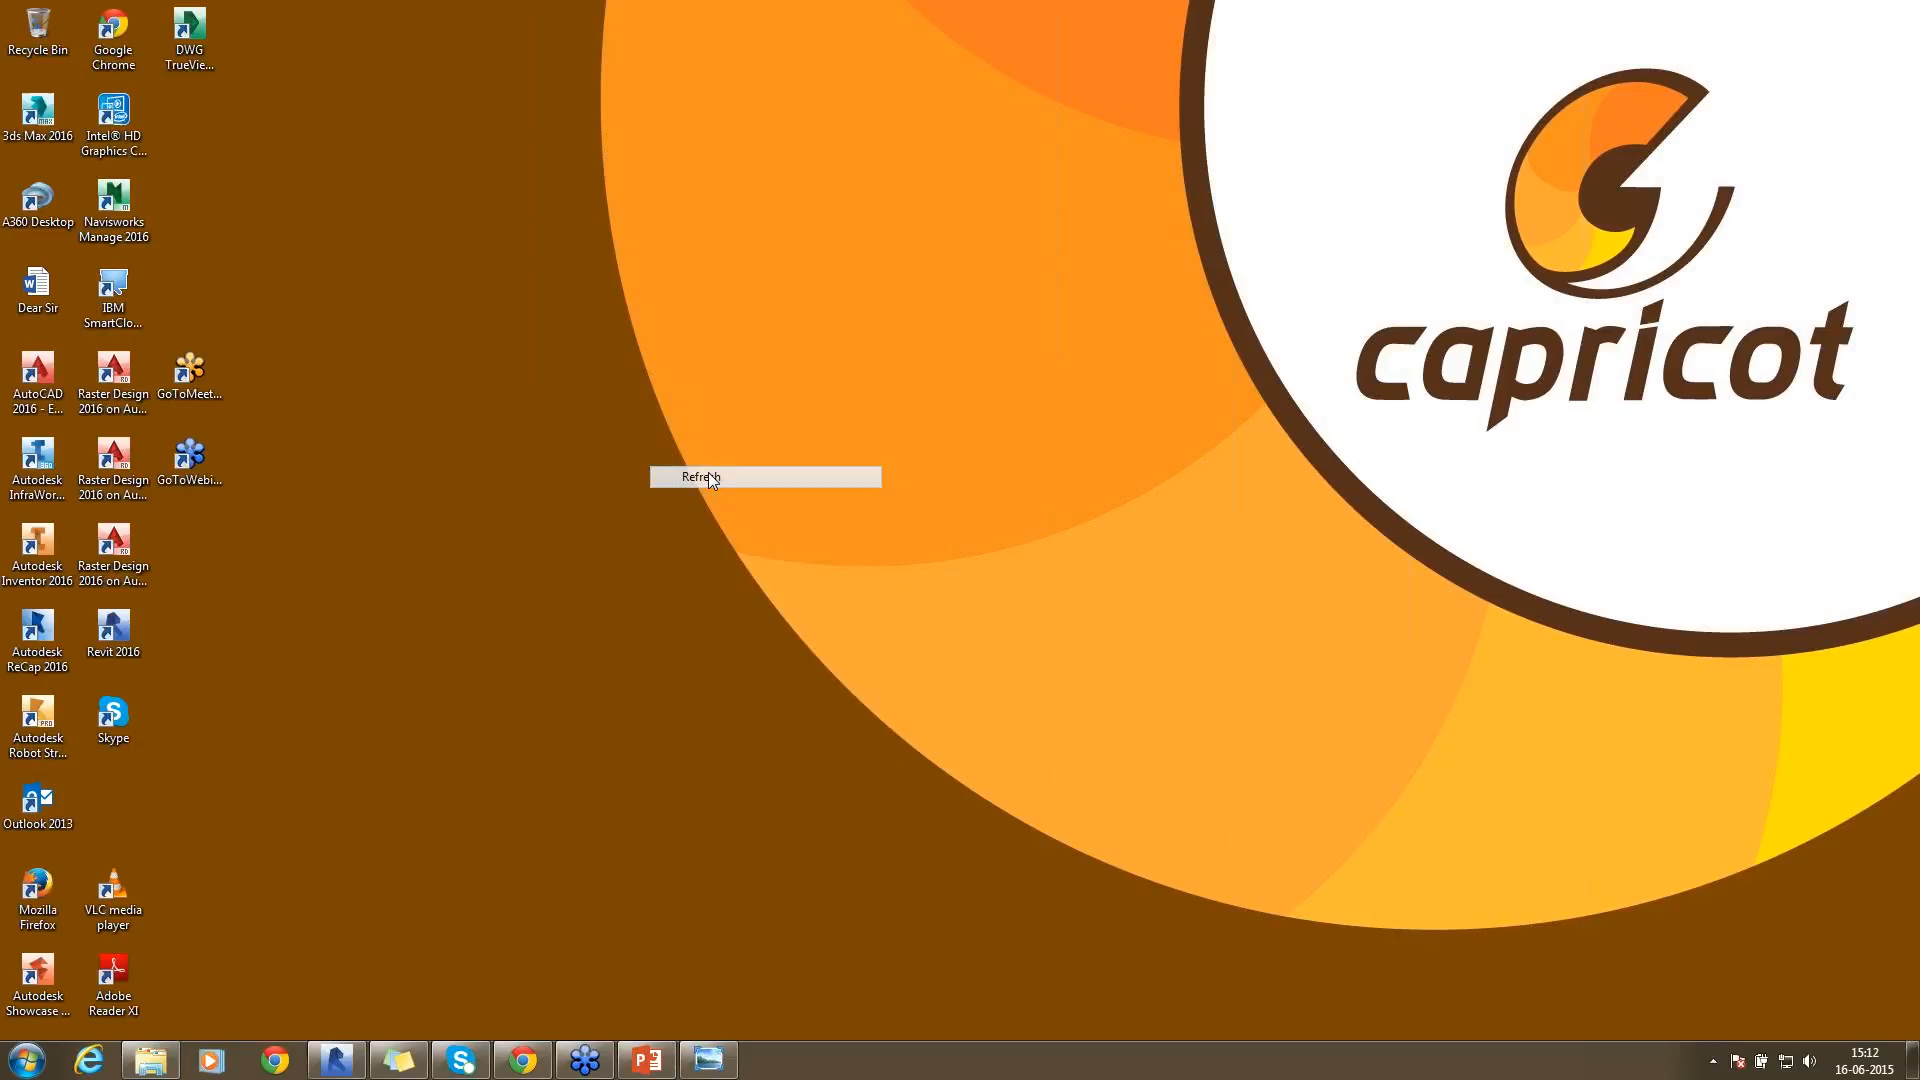 Recycle Bin
Google
Chrome
DWG
TrueVie...
3ds Max 2016
Intel® HD
Graphics C...
A360 Desktop
Navisworks
Manage 2016
Dear Sir
IBM
SmartClo...
AutoCAD
2016 - E...
Raster Design
2016 on Au...
GoToMeet...
Autodesk
InfraWor...
Raster Design
2016 on Au...
GoToWebi...
Autodesk
Inventor 2016
Raster Design
2016 on Au...
Autodesk
ReCap 2016
Revit 2016
Autodesk
Robot Str...
Skype
Outlook 2013
Mozilla
Firefox
VLC media
player
Autodesk
Showcase ...
Adobe
Reader XI
Refresh
capricot
15:12
16-06-2015